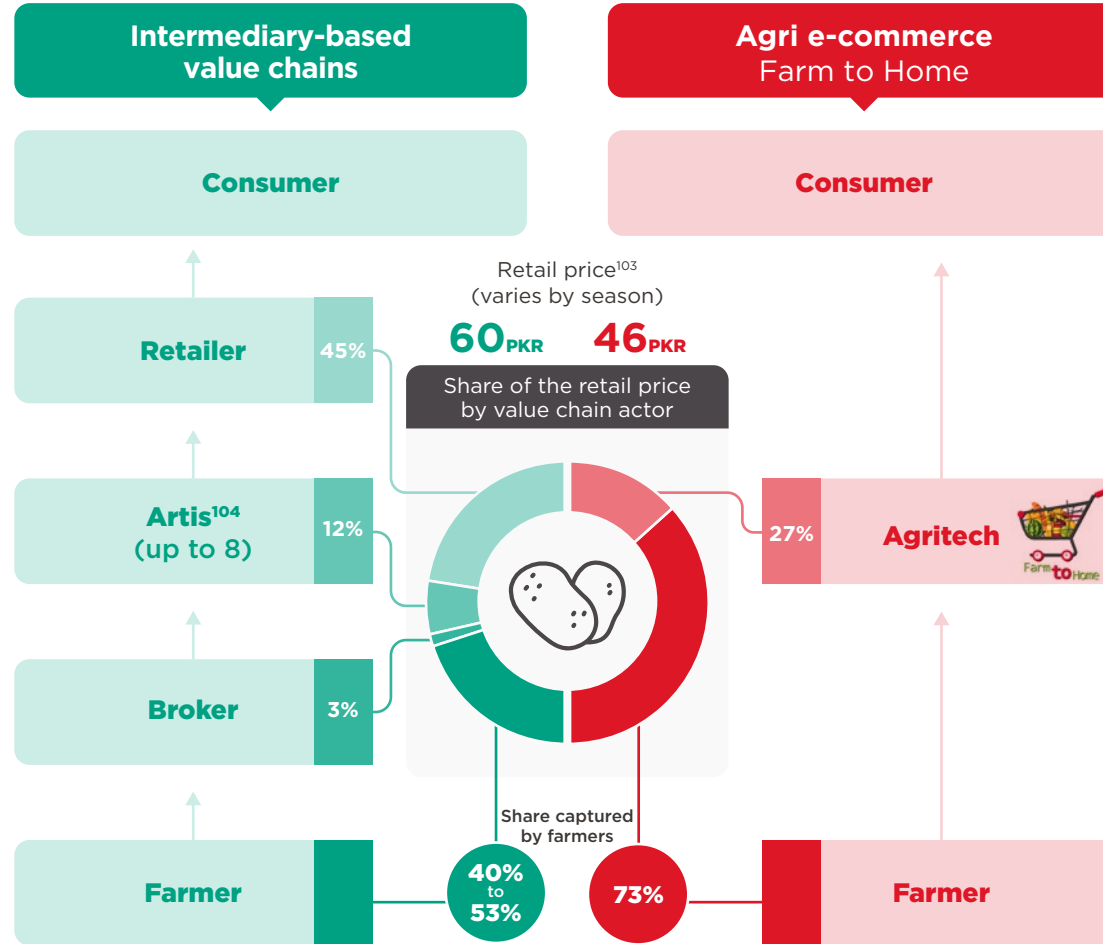 Intermediary-based
value chains
Agri e-commerce
Farm to Home
Consumer
Consumer
Retail price¹⁰³
(varies by season)
60PKR
46PKR
Share of the retail price
by value chain actor
Retailer
45%
Artis¹⁰⁴
(up to 8)
12%
27%
Agritech
Farm to Home
Broker
3%
Share captured
by farmers
Farmer
40%
to
53%
73%
Farmer